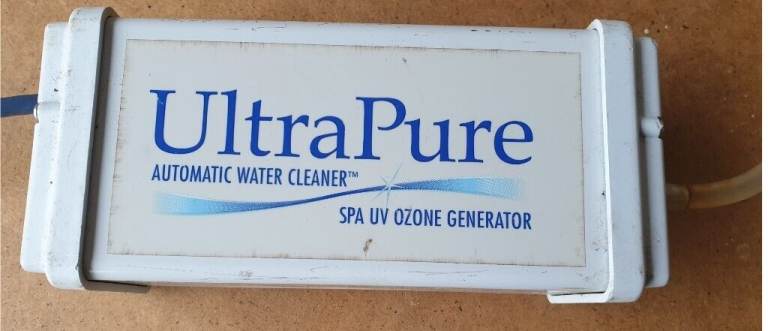 UltraPure
AUTOMATIC WATER CLEANER™
SPA UV OZONE GENERATOR